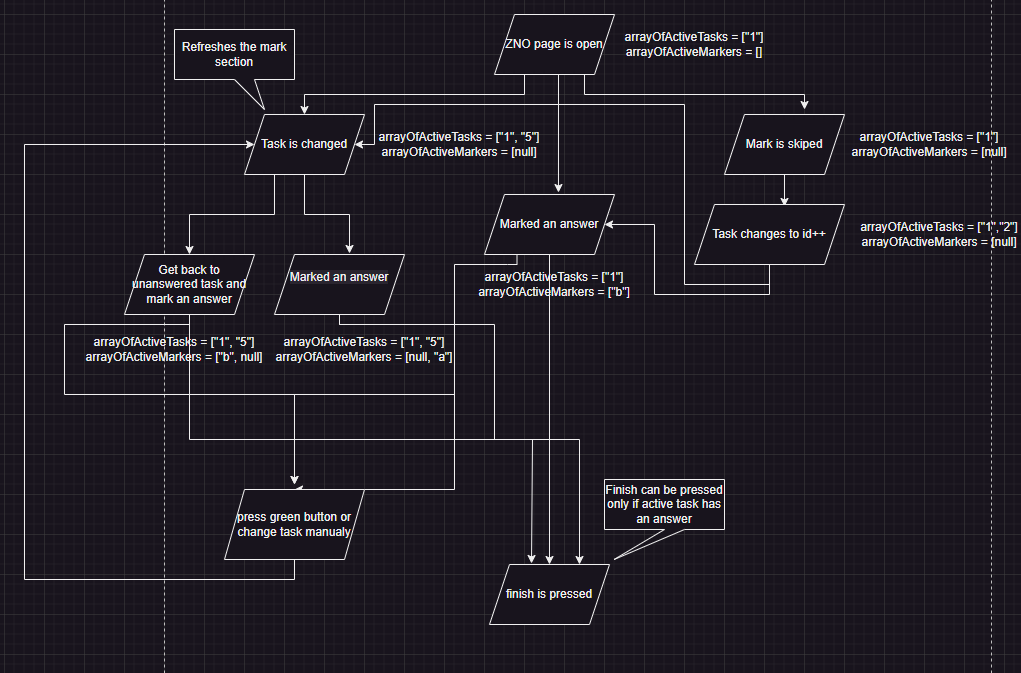 Refreshes the mark
section
ZNO page is open
arrayOfActiveTasks = ["1"]
arrayOfActiveMarkers = []
Task is changed
arrayOfActiveTasks = ["1", "5"]
arrayOfActiveMarkers = [null]
Mark is skiped
arrayOfActiveTasks = ["1"]
arrayOfActiveMarkers = [null]
Marked an answer
Task changes to id++
arrayOfActiveTasks = ["1","2"]
arrayOfActiveMarkers = [null]
Get back to
unanswered task and
mark an answer
Marked an answer
arrayOfActiveTasks = ["1"]
arrayOfActiveMarkers = ["b"]
arrayOfActiveTasks = ["1", "5"]
arrayOfActiveMarkers = ["b", null]
arrayOfActiveTasks = ["1", "5"]
arrayOfActiveMarkers = [null, "a"]
press green button or
change task manualy
Finish can be pressed
only if active task has
an answer
finish is pressed